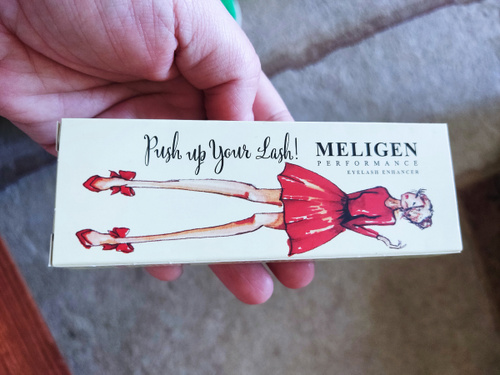 Push up Your Lash!
MELIGEN
PERFORMANCE
EYELASH ENHANCER